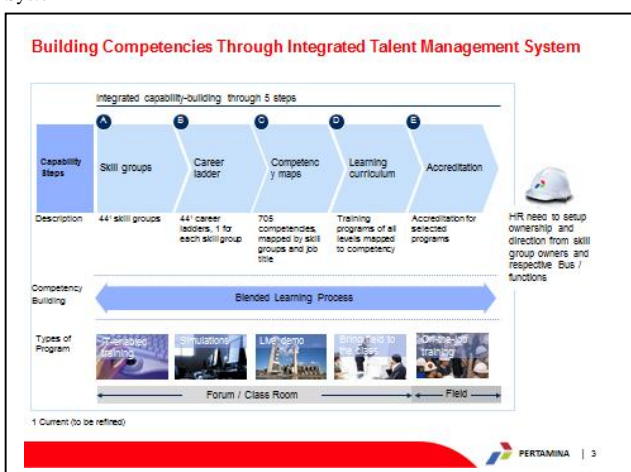 Building Competencies Through Integrated Talent Management System
Integrated capability-building through 5 steps
A
B
C
D
E
Capability
Steps
Skill groups
Career
ladder
Competenc
y maps
Learning
curriculum
Accreditation
Description
44¹ skill groups
44¹ career
ladders, 1 for
each skill group
705
competencies,
mapped by skill
groups and job
title
Training
programs of all
levels mapped
to competency
Accreditation for
selected
programs
HR need to setup
ownership and
direction from skill
group owners and
respective Bus /
functions
Competency
Building
Blended Learning Process
Types of
Program
IT-enabled
training
Simulations
Live demo
Bring field to
the class
On-the-job
training
Forum / Class Room
Field
1 Current (to be refined)
PERTAMINA | 3